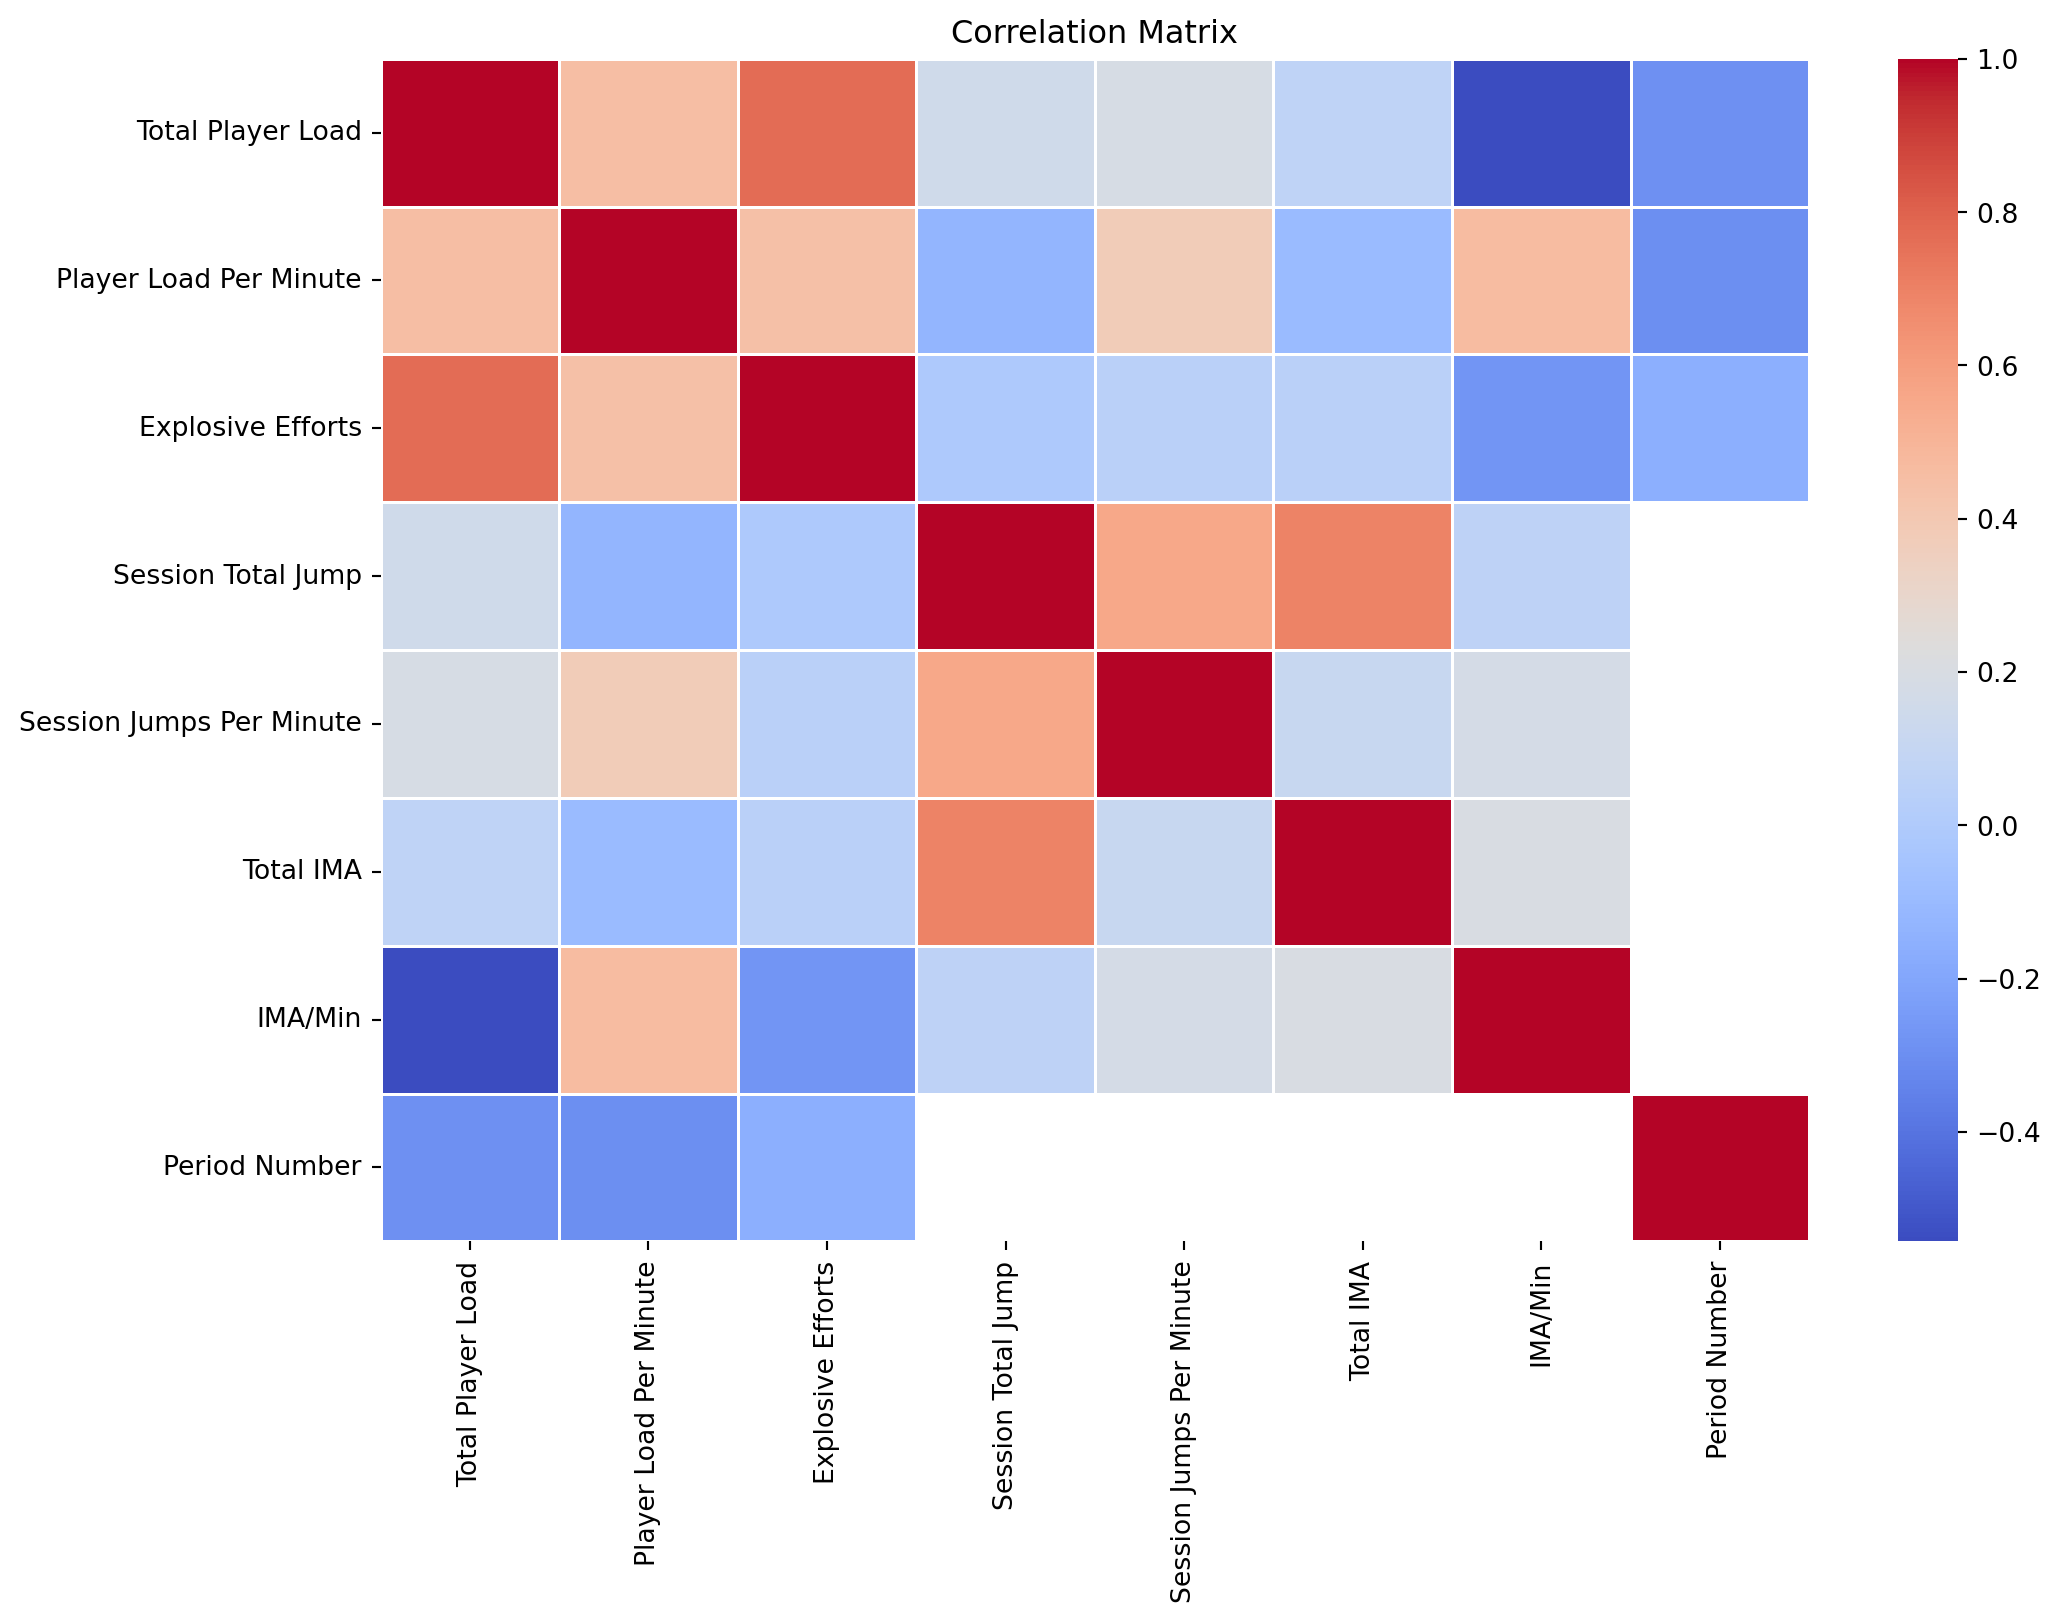 Correlation Matrix
Total Player Load
Player Load Per Minute
Explosive Efforts
Session Total Jump
Session Jumps Per Minute
Total IMA
IMA/Min
Period Number
Total Player Load
Player Load Per Minute
Explosive Efforts
Session Total Jump
Session Jumps Per Minute
Total IMA
IMA/Min
Period Number
1.0
0.8
0.6
0.4
0.2
0.0
−0.2
−0.4